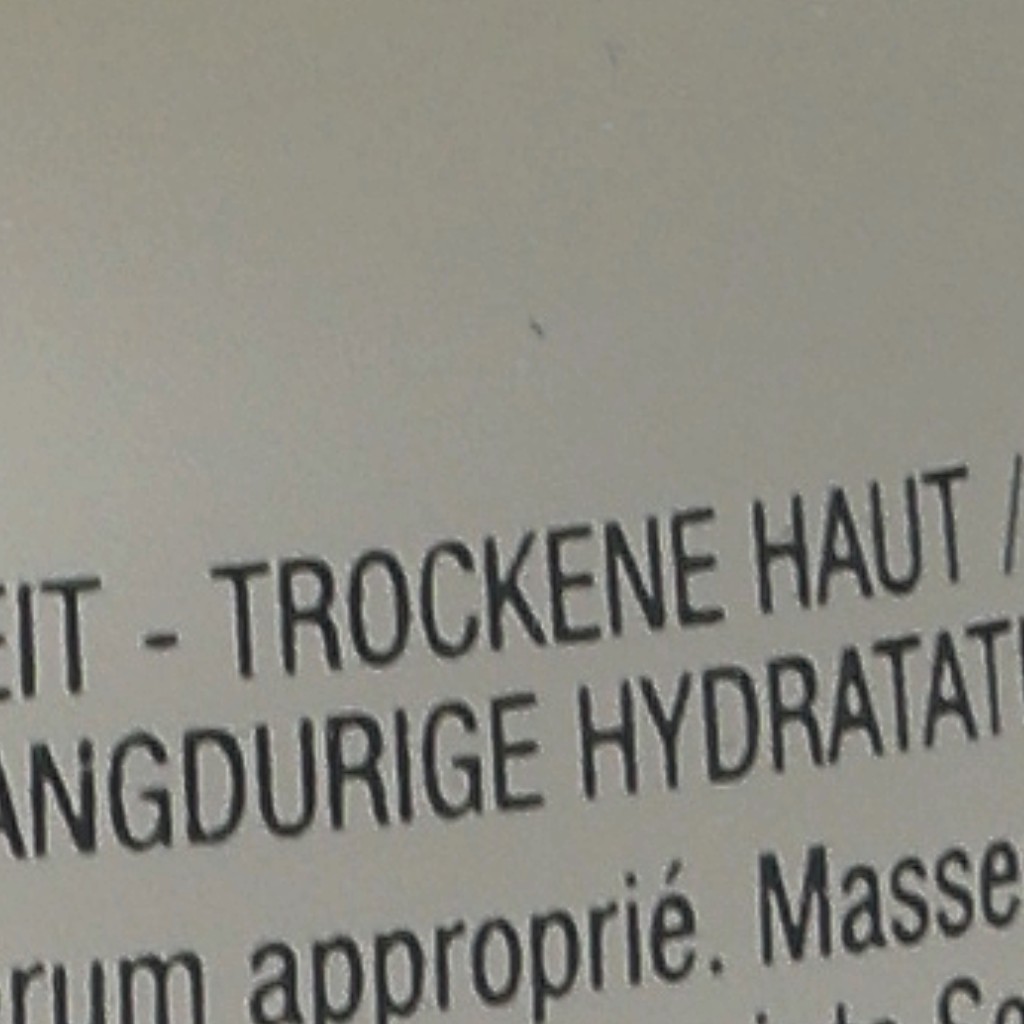 EIT - TROCKENE HAUT /
ANGDURIGE HYDRATAT
rum approprié. Masse